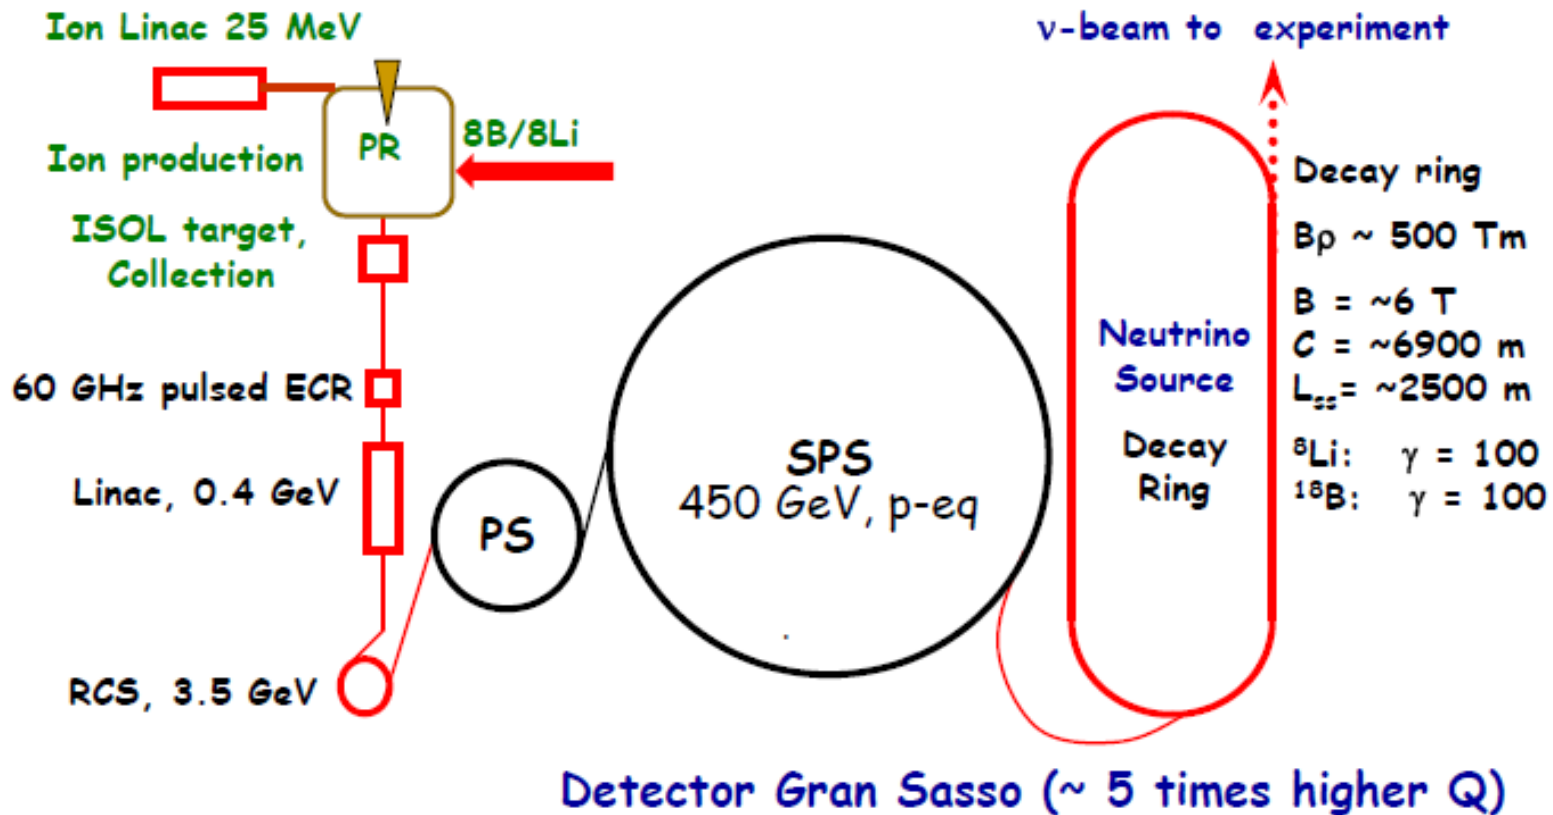 Ion Linac 25 MeV
ν-beam to experiment
PR
8B/8Li
Ion production
ISOL target,
Collection
60 GHz pulsed ECR
Linac, 0.4 GeV
RCS, 3.5 GeV
PS
SPS
450 GeV, p-eq
Neutrino
Source
Decay
Ring
Decay ring
Bρ ~ 500 Tm
B = ~6 T
C = ~6900 m
Lss= ~2500 m
⁸Li: γ = 100
¹⁸B: γ = 100
Detector Gran Sasso (~ 5 times higher Q)